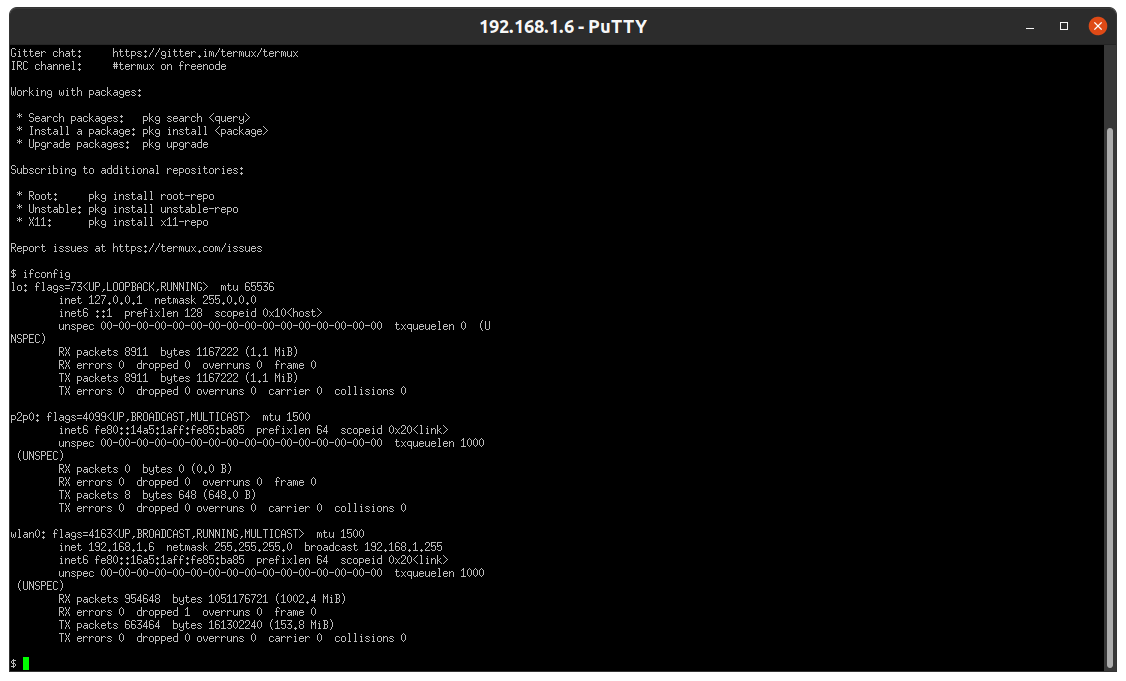 192.168.1.6 - PuTTY
Gitter chat:     https://gitter.im/termux/termux
IRC channel:     #termux on freenode
Working with packages:
 * Search packages:   pkg search <query>
 * Install a package: pkg install <package>
 * Upgrade packages:  pkg upgrade
Subscribing to additional repositories:
 * Root:     pkg install root-repo
 * Unstable: pkg install unstable-repo
 * X11:      pkg install x11-repo
Report issues at https://termux.com/issues
$ ifconfig
lo: flags=73<UP,LOOPBACK,RUNNING>  mtu 65536
        inet 127.0.0.1  netmask 255.0.0.0
        inet6 ::1  prefixlen 128  scopeid 0x10<host>
        unspec 00-00-00-00-00-00-00-00-00-00-00-00-00-00-00-00  txqueuelen 0  (U
NSPEC)
        RX packets 8911  bytes 1167222 (1.1 MiB)
        RX errors 0  dropped 0  overruns 0  frame 0
        TX packets 8911  bytes 1167222 (1.1 MiB)
        TX errors 0  dropped 0 overruns 0  carrier 0  collisions 0
p2p0: flags=4099<UP,BROADCAST,MULTICAST>  mtu 1500
        inet6 fe80::14a5:1aff:fe85:ba85  prefixlen 64  scopeid 0x20<link>
        unspec 00-00-00-00-00-00-00-00-00-00-00-00-00-00-00-00  txqueuelen 1000
 (UNSPEC)
        RX packets 0  bytes 0 (0.0 B)
        RX errors 0  dropped 0  overruns 0  frame 0
        TX packets 8  bytes 648 (648.0 B)
        TX errors 0  dropped 0 overruns 0  carrier 0  collisions 0
wlan0: flags=4163<UP,BROADCAST,RUNNING,MULTICAST>  mtu 1500
        inet 192.168.1.6  netmask 255.255.255.0  broadcast 192.168.1.255
        inet6 fe80::16a5:1aff:fe85:ba85  prefixlen 64  scopeid 0x20<link>
        unspec 00-00-00-00-00-00-00-00-00-00-00-00-00-00-00-00  txqueuelen 1000
 (UNSPEC)
        RX packets 954648  bytes 1051176721 (1002.4 MiB)
        RX errors 0  dropped 1  overruns 0  frame 0
        TX packets 663464  bytes 161302240 (153.8 MiB)
        TX errors 0  dropped 0 overruns 0  carrier 0  collisions 0
$